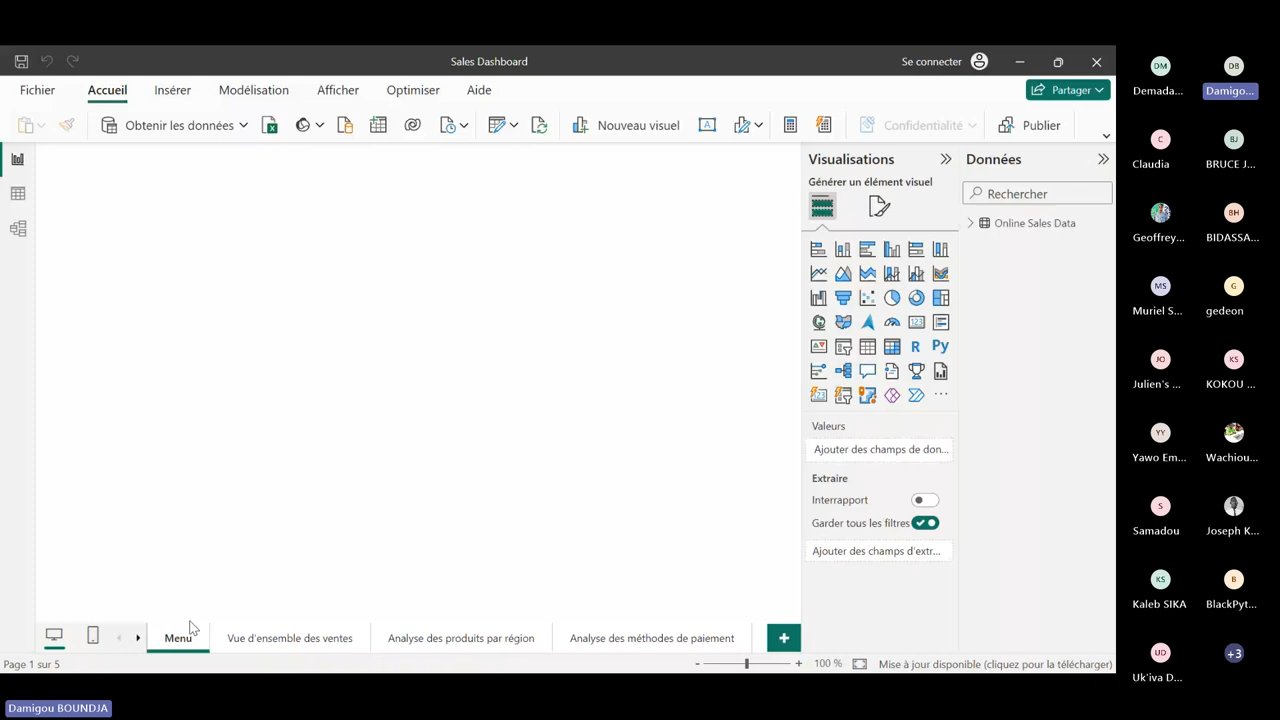 Sales Dashboard
Se connecter
Fichier Accueil Insérer Modélisation Afficher Optimiser Aide
Partager
Obtenir les données
Nouveau visuel
Confidentialité
Publier
Visualisations
Données
Générer un élément visuel
Rechercher
Online Sales Data
123
R Py
123
...
Valeurs
Ajouter des champs de don...
Extraire
Interrapport
Garder tous les filtres
Ajouter des champs d'extr...
Menu Vue d'ensemble des ventes Analyse des produits par région Analyse des méthodes de paiement +
Page 1 sur 5
- + 100 %
Mise à jour disponible (cliquez pour la télécharger)
DM DB
Demada... Damigo...
C BJ
Claudia BRUCE J...
BH
Geoffrey... BIDASSA...
MS G
Muriel S... gedeon
JO KS
Julien's ... KOKOU ...
YY
Yawo Em... Wachiou...
S
Samadou Joseph K...
KS B
Kaleb SIKA BlackPyt...
UD +3
Uk'iva D...
Damigou BOUNDJA